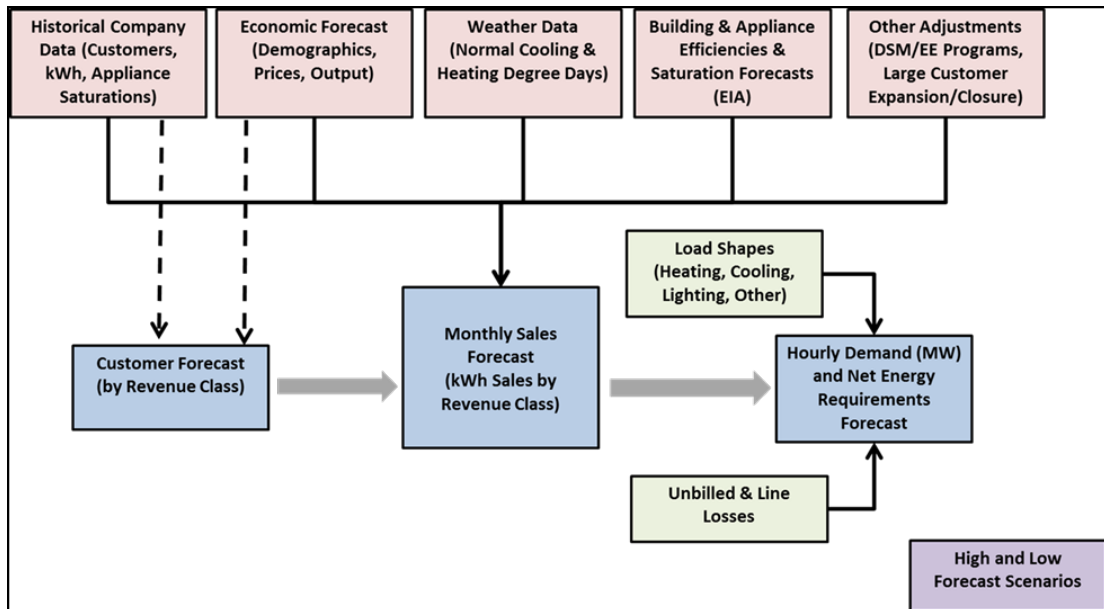 Historical Company
Data (Customers,
kWh, Appliance
Saturations)
Economic Forecast
(Demographics,
Prices, Output)
Weather Data
(Normal Cooling &
Heating Degree Days)
Building & Appliance
Efficiencies &
Saturation Forecasts
(EIA)
Other Adjustments
(DSM/EE Programs,
Large Customer
Expansion/Closure)
Load Shapes
(Heating, Cooling,
Lighting, Other)
Customer Forecast
(by Revenue Class)
Monthly Sales
Forecast
(kWh Sales by
Revenue Class)
Hourly Demand (MW)
and Net Energy
Requirements
Forecast
Unbilled & Line
Losses
High and Low
Forecast Scenarios